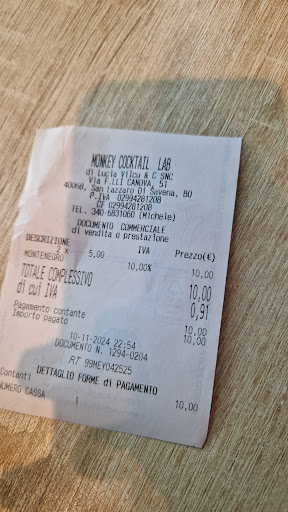 MONKEY COCKTAIL LAB
di Lucia Vilcu & C SNC
Via F.LLI CANOVA, 51
40068, San Lazzaro Di Savena, BO
P.IVA 02994281208
CF 02994281208
TEL. 340-6831060 (Michele)
DOCUMENTO COMMERCIALE
di vendita o prestazione
DESCRIZIONE IVA Prezzo(€)
2 x 5,00
MONTENEGRO 10,00% 10,00
TOTALE COMPLESSIVO 10,00
di cui IVA 0,91
Pagamento contante 10,00
Importo pagato 10,00
10-11-2024 22:54
DOCUMENTO N. 1294-0204
RT 99MEY042525
DETTAGLIO FORME di PAGAMENTO
Contanti 10,00
NUMERO CASSA 1